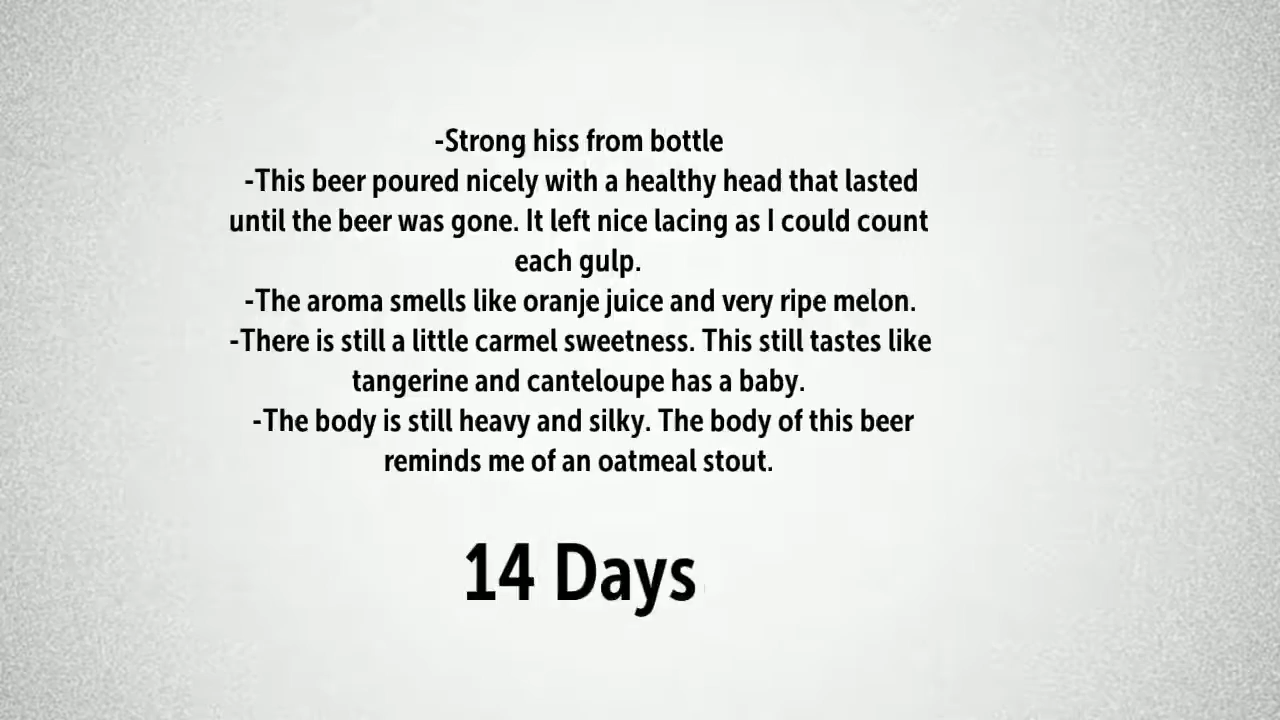 -Strong hiss from bottle
-This beer poured nicely with a healthy head that lasted
until the beer was gone. It left nice lacing as I could count
each gulp.
-The aroma smells like oranje juice and very ripe melon.
-There is still a little carmel sweetness. This still tastes like
tangerine and canteloupe has a baby.
-The body is still heavy and silky. The body of this beer
reminds me of an oatmeal stout.
14 Days